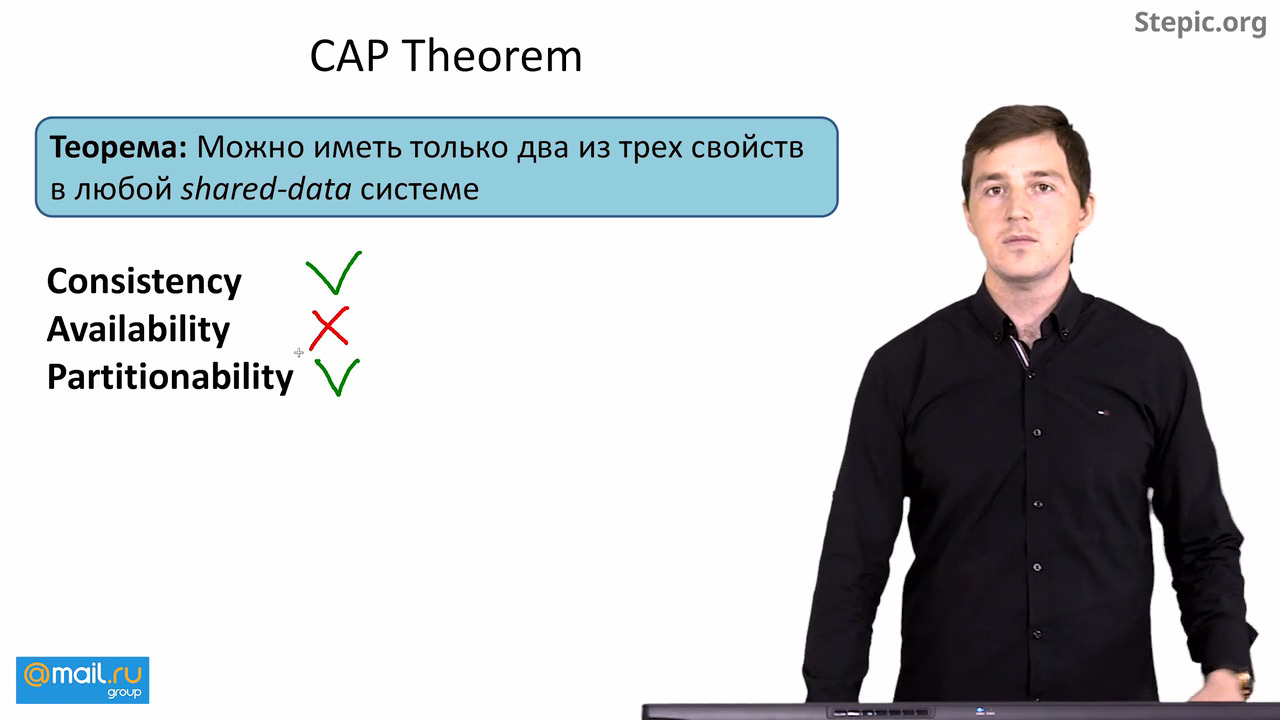 Stepic.org
CAP Theorem
Теорема: Можно иметь только два из трех свойств
в любой shared-data системе
Consistency
Availability
Partitionability
@mail.ru
group